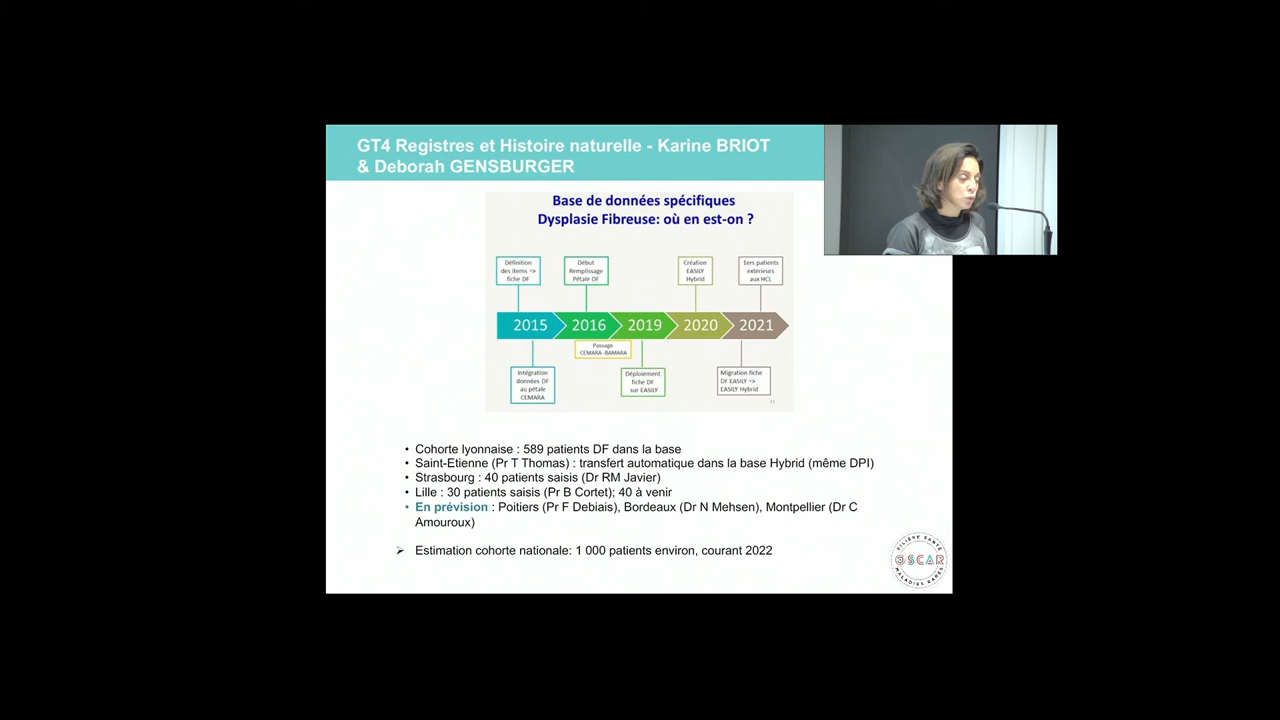 GT4 Registres et Histoire naturelle - Karine BRIOT
& Deborah GENSBURGER
Base de données spécifiques
Dysplasie Fibreuse: où en est-on ?
Définition
des items =>
fiche DF
Début
Remplissage
Pétale DF
Création
EASILY
Hybrid
1ers patients
extérieurs
aux HCL
2015
2016
2019
2020
2021
Passage
CEMARA -BAMARA
Intégration
données DF
au pétale
CEMARA
Déploiement
fiche DF
sur EASILY
Migration fiche
DF EASILY =>
EASILY Hybrid
11
• Cohorte lyonnaise : 589 patients DF dans la base
• Saint-Etienne (Pr T Thomas) : transfert automatique dans la base Hybrid (même DPI)
• Strasbourg : 40 patients saisis (Dr RM Javier)
• Lille : 30 patients saisis (Pr B Cortet); 40 à venir
• En prévision : Poitiers (Pr F Debiais), Bordeaux (Dr N Mehsen), Montpellier (Dr C
Amouroux)
➢ Estimation cohorte nationale: 1 000 patients environ, courant 2022
FILIÈRE SANTÉ
OSCAR
MALADIES RARES